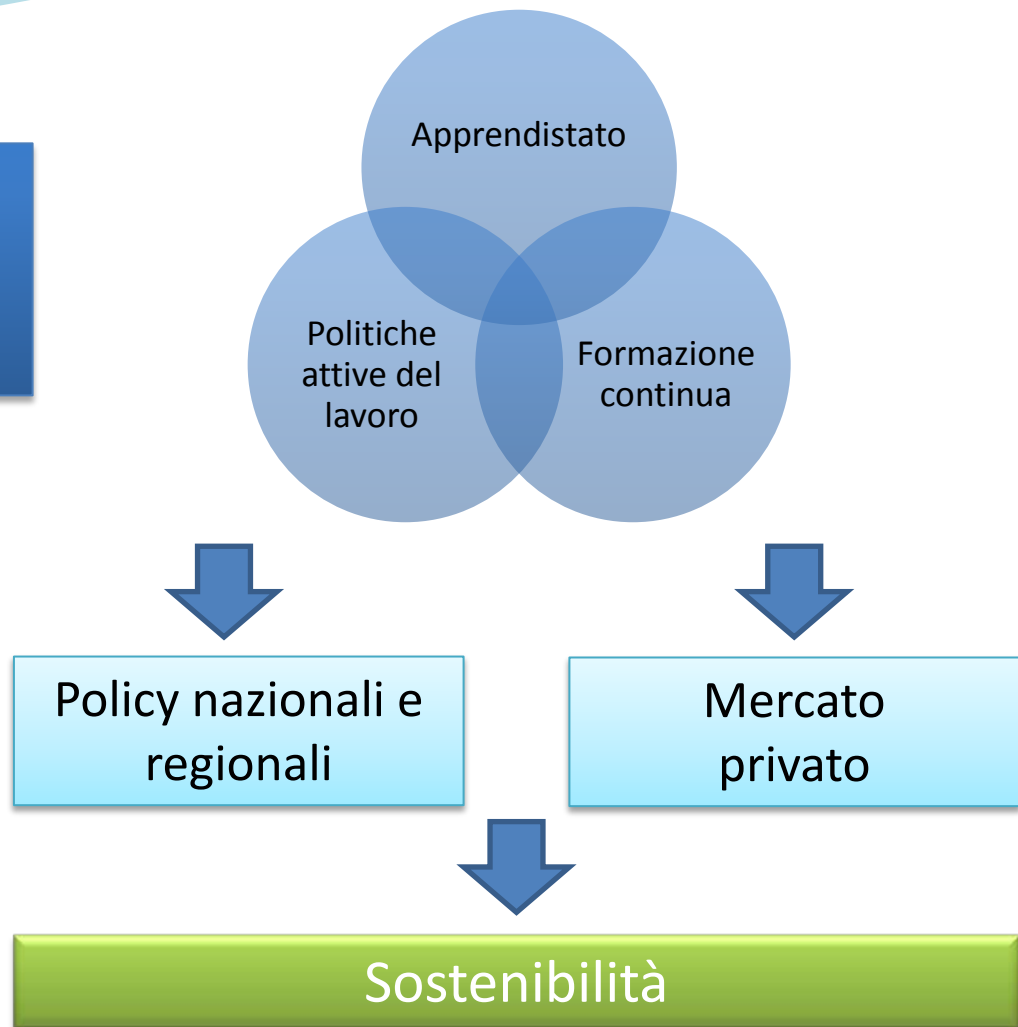 Apprendistato
Politiche
attive del
lavoro
Formazione
continua
Policy nazionali e
regionali
Mercato
privato
Sostenibilità